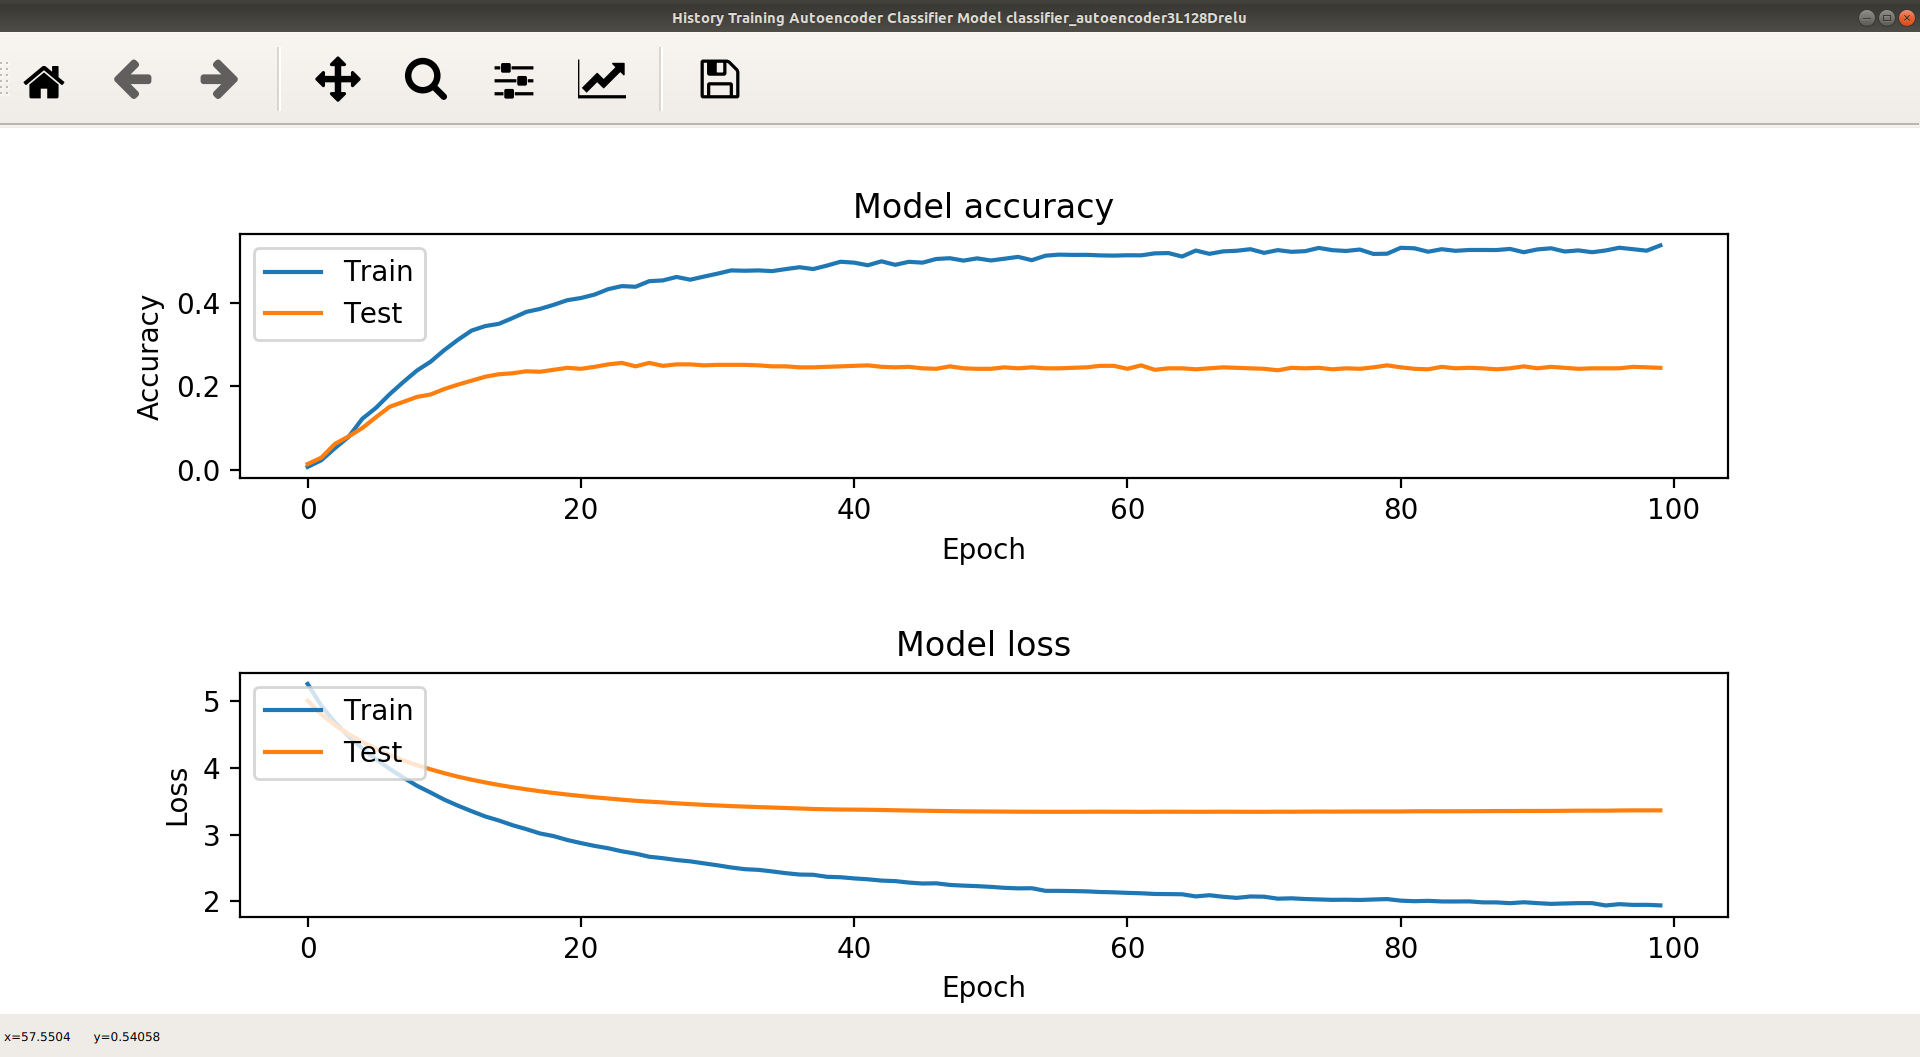 History Training Autoencoder Classifier Model classifier_autoencoder3L128Drelu
Model accuracy
Train
Test
Accuracy
0.4
0.2
0.0
0 20 40 60 80 100
Epoch
Model loss
Train
Test
Loss
5
4
3
2
0 20 40 60 80 100
Epoch
x=57.5504 y=0.54058